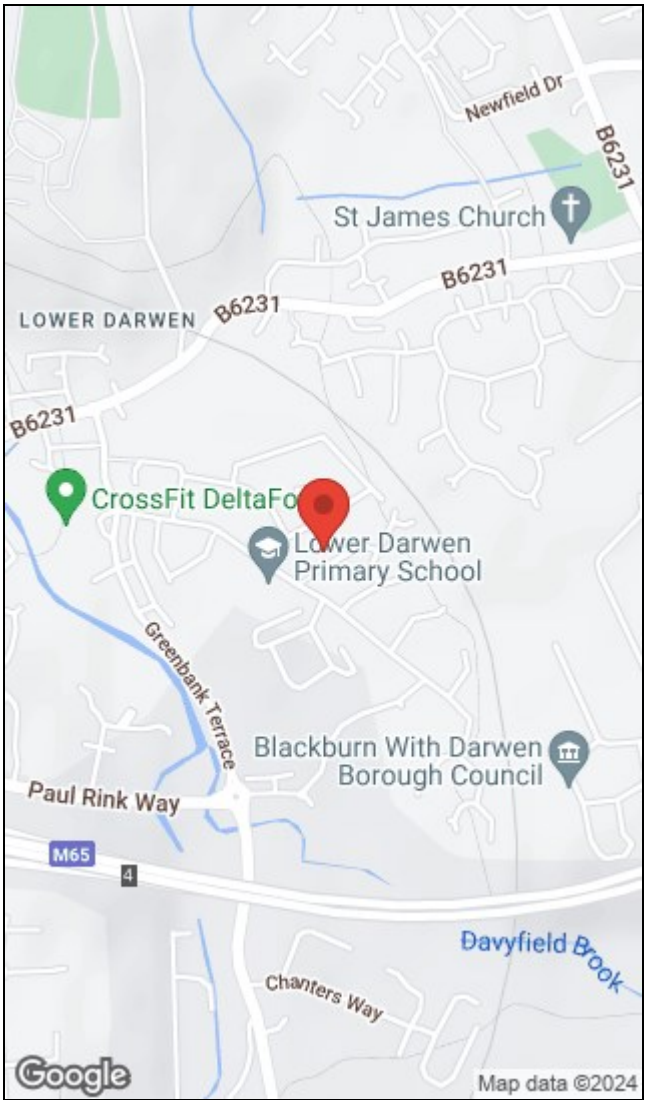 Newfield Dr
B6231
St James Church
B6231
B6231
LOWER DARWEN
B6231
CrossFit DeltaFo
Lower Darwen
Primary School
Greenbank Terrace
Blackburn With Darwen
Borough Council
Paul Rink Way
M65
4
Davyfield Brook
Chanters Way
Google
Map data ©2024